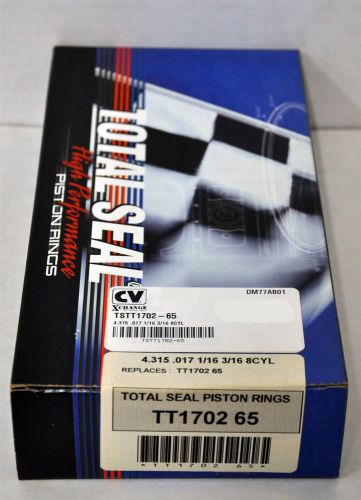 TOTAL SEAL
High Performance
PISTON RINGS
CV
XCHANGE
DM77AB01
TSTT1702-65
4.315 .017 1/16 3/16 8CYL
TSTT1702-65
4.315 .017 1/16 3/16 8CYL
REPLACES : TT1702 65
TOTAL SEAL PISTON RINGS
TT1702 65
*TT1702 65*